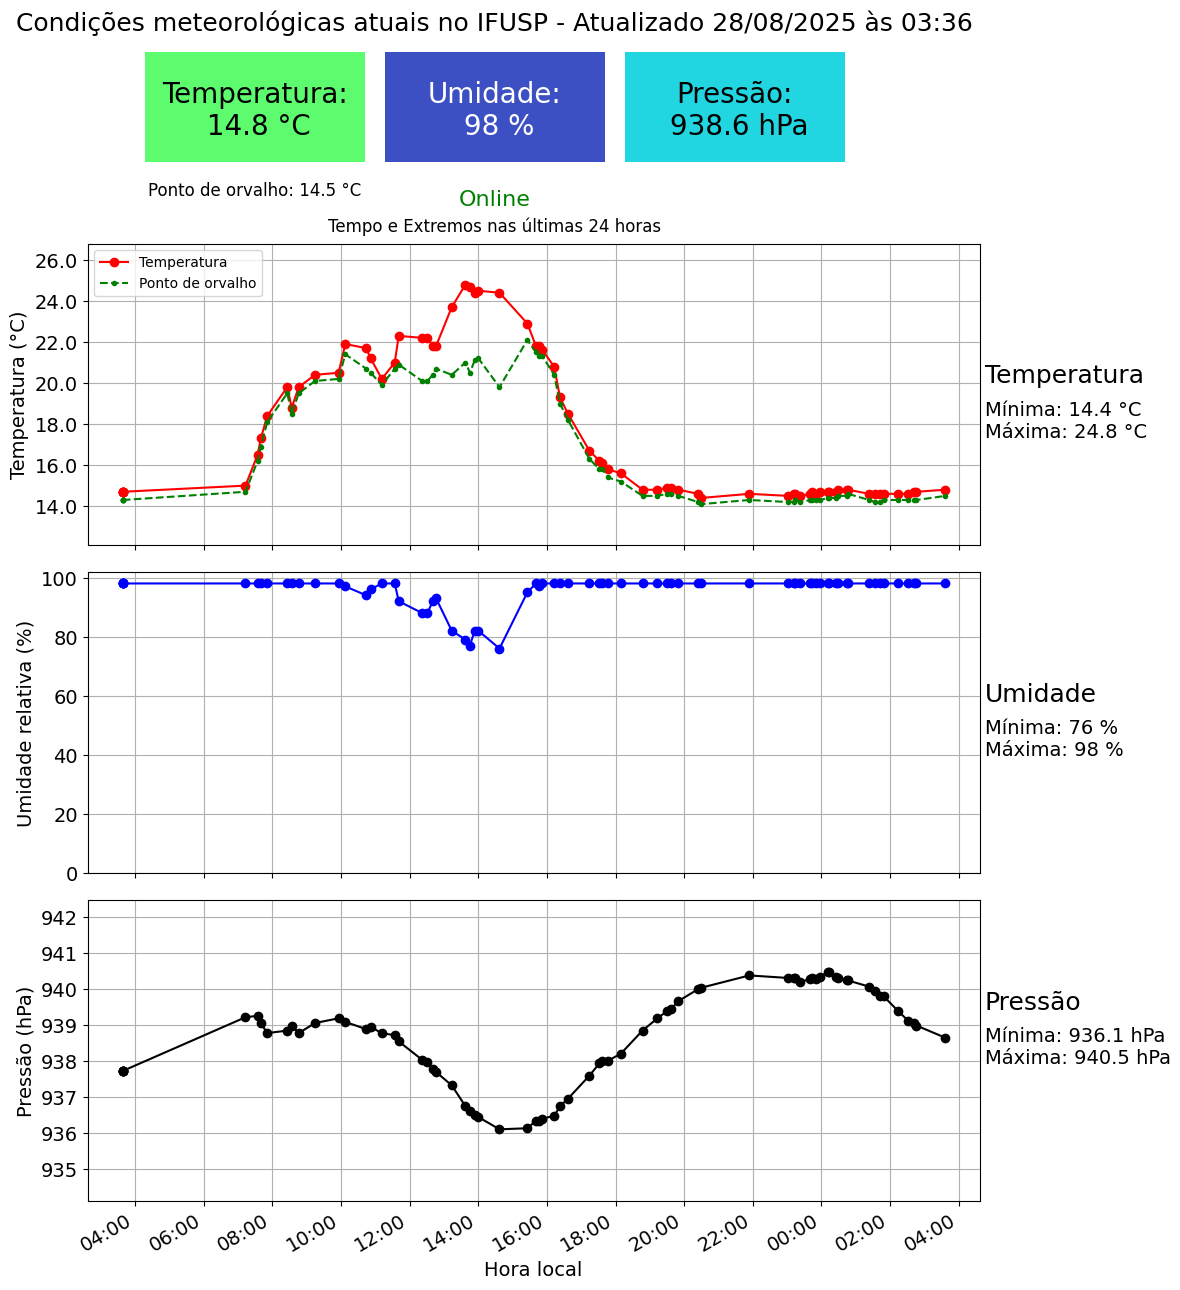 Condições meteorológicas atuais no IFUSP - Atualizado 28/08/2025 às 03:36
Temperatura:
14.8 °C
Umidade:
98 %
Pressão:
938.6 hPa
Ponto de orvalho: 14.5 °C
Online
Tempo e Extremos nas últimas 24 horas
Temperatura
Ponto de orvalho
Temperatura (°C)
26.0
24.0
22.0
20.0
18.0
16.0
14.0
Temperatura
Mínima: 14.4 °C
Máxima: 24.8 °C
Umidade relativa (%)
100
80
60
40
20
0
Umidade
Mínima: 76 %
Máxima: 98 %
Pressão (hPa)
942
941
940
939
938
937
936
935
Pressão
Mínima: 936.1 hPa
Máxima: 940.5 hPa
04:00 06:00 08:00 10:00 12:00 14:00 16:00 18:00 20:00 22:00 00:00 02:00 04:00
Hora local